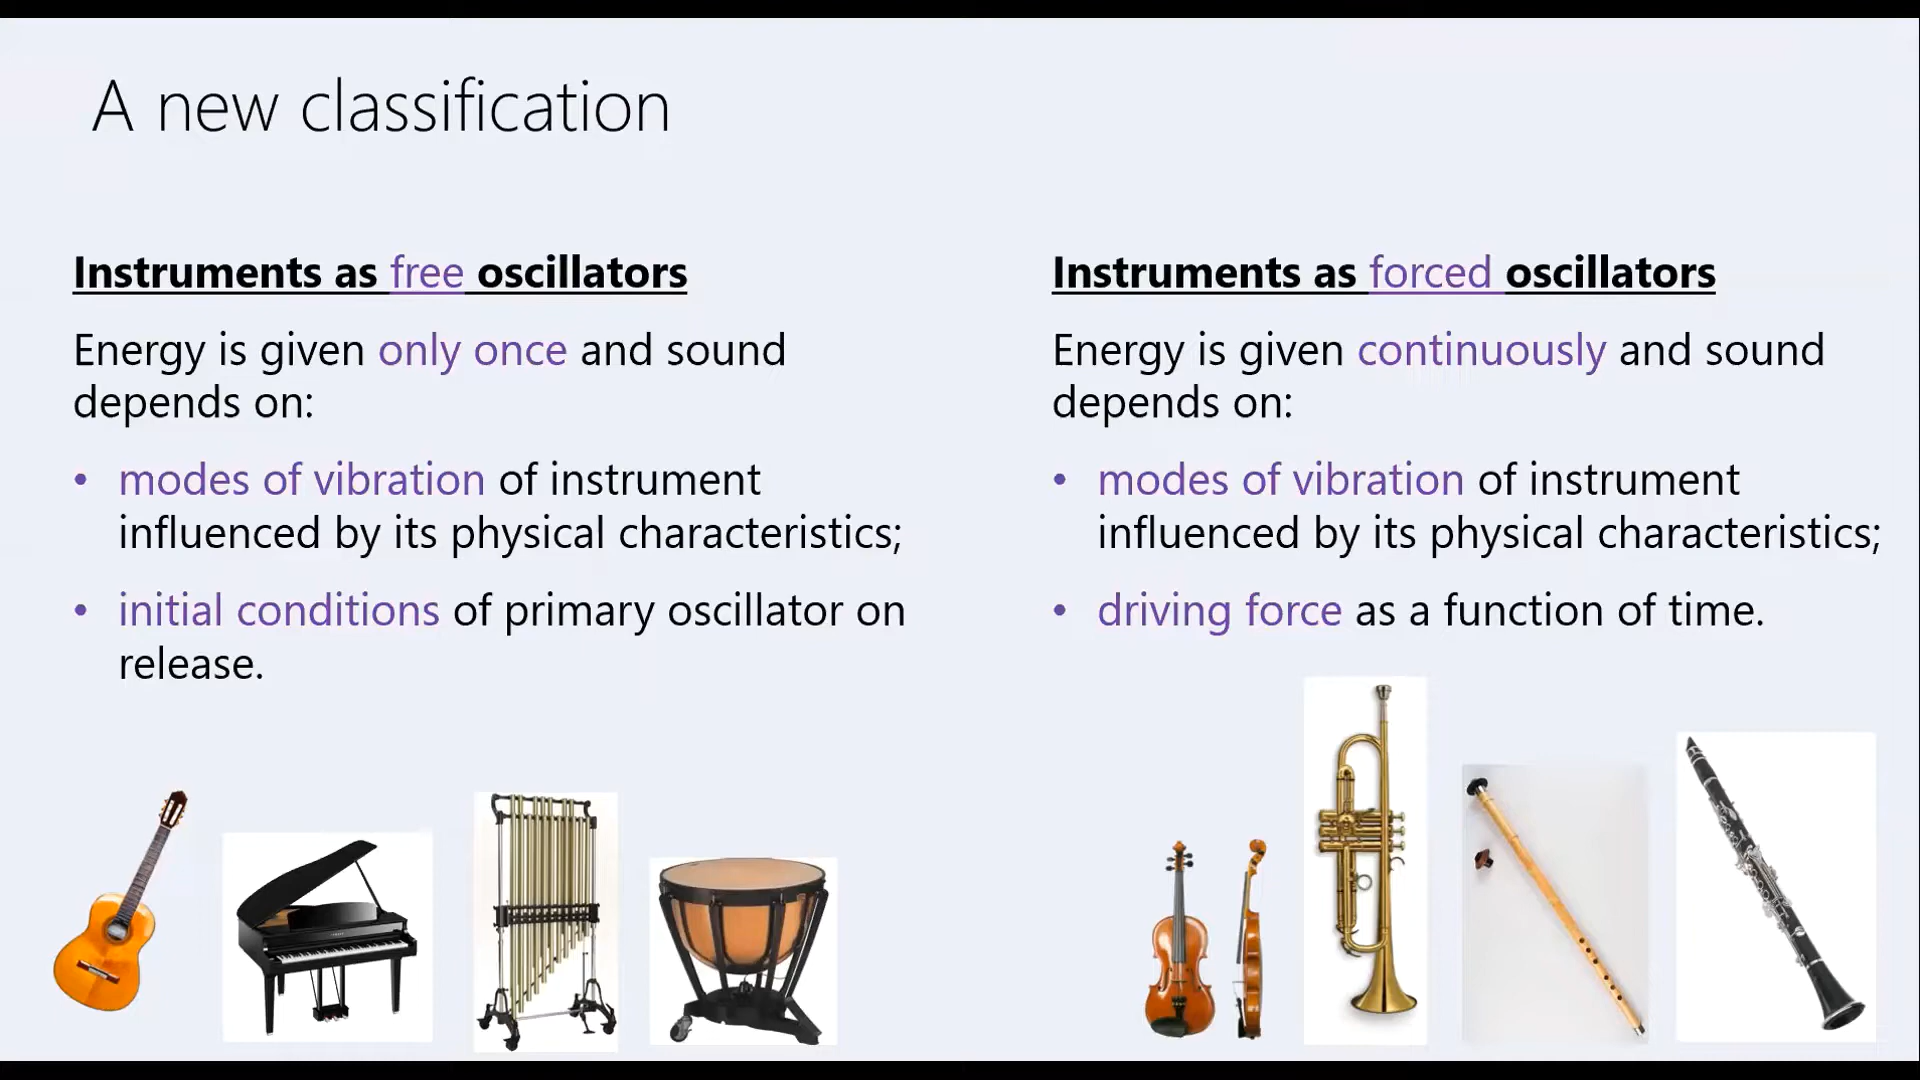 A new classification
Instruments as free oscillators
Energy is given only once and sound
depends on:
• modes of vibration of instrument
influenced by its physical characteristics;
• initial conditions of primary oscillator on
release.
Instruments as forced oscillators
Energy is given continuously and sound
depends on:
• modes of vibration of instrument
influenced by its physical characteristics;
• driving force as a function of time.